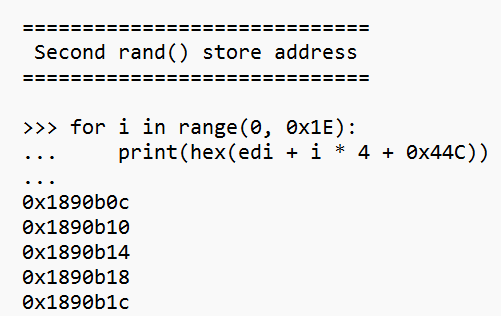 =============================
Second rand() store address
=============================
>>> for i in range(0, 0x1E):
...     print(hex(edi + i * 4 + 0x44C))
...
0x1890b0c
0x1890b10
0x1890b14
0x1890b18
0x1890b1c